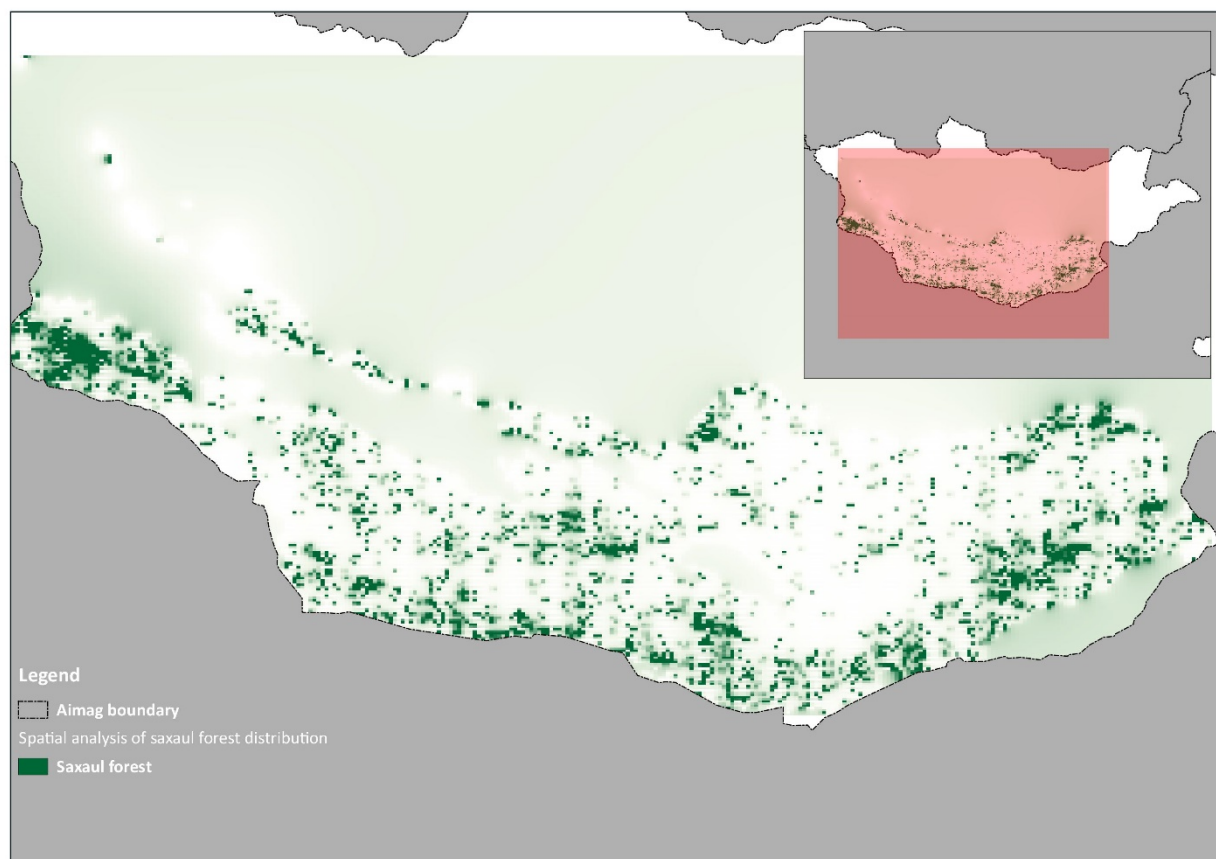 Legend
Aimag boundary
Spatial analysis of saxaul forest distribution
Saxaul forest